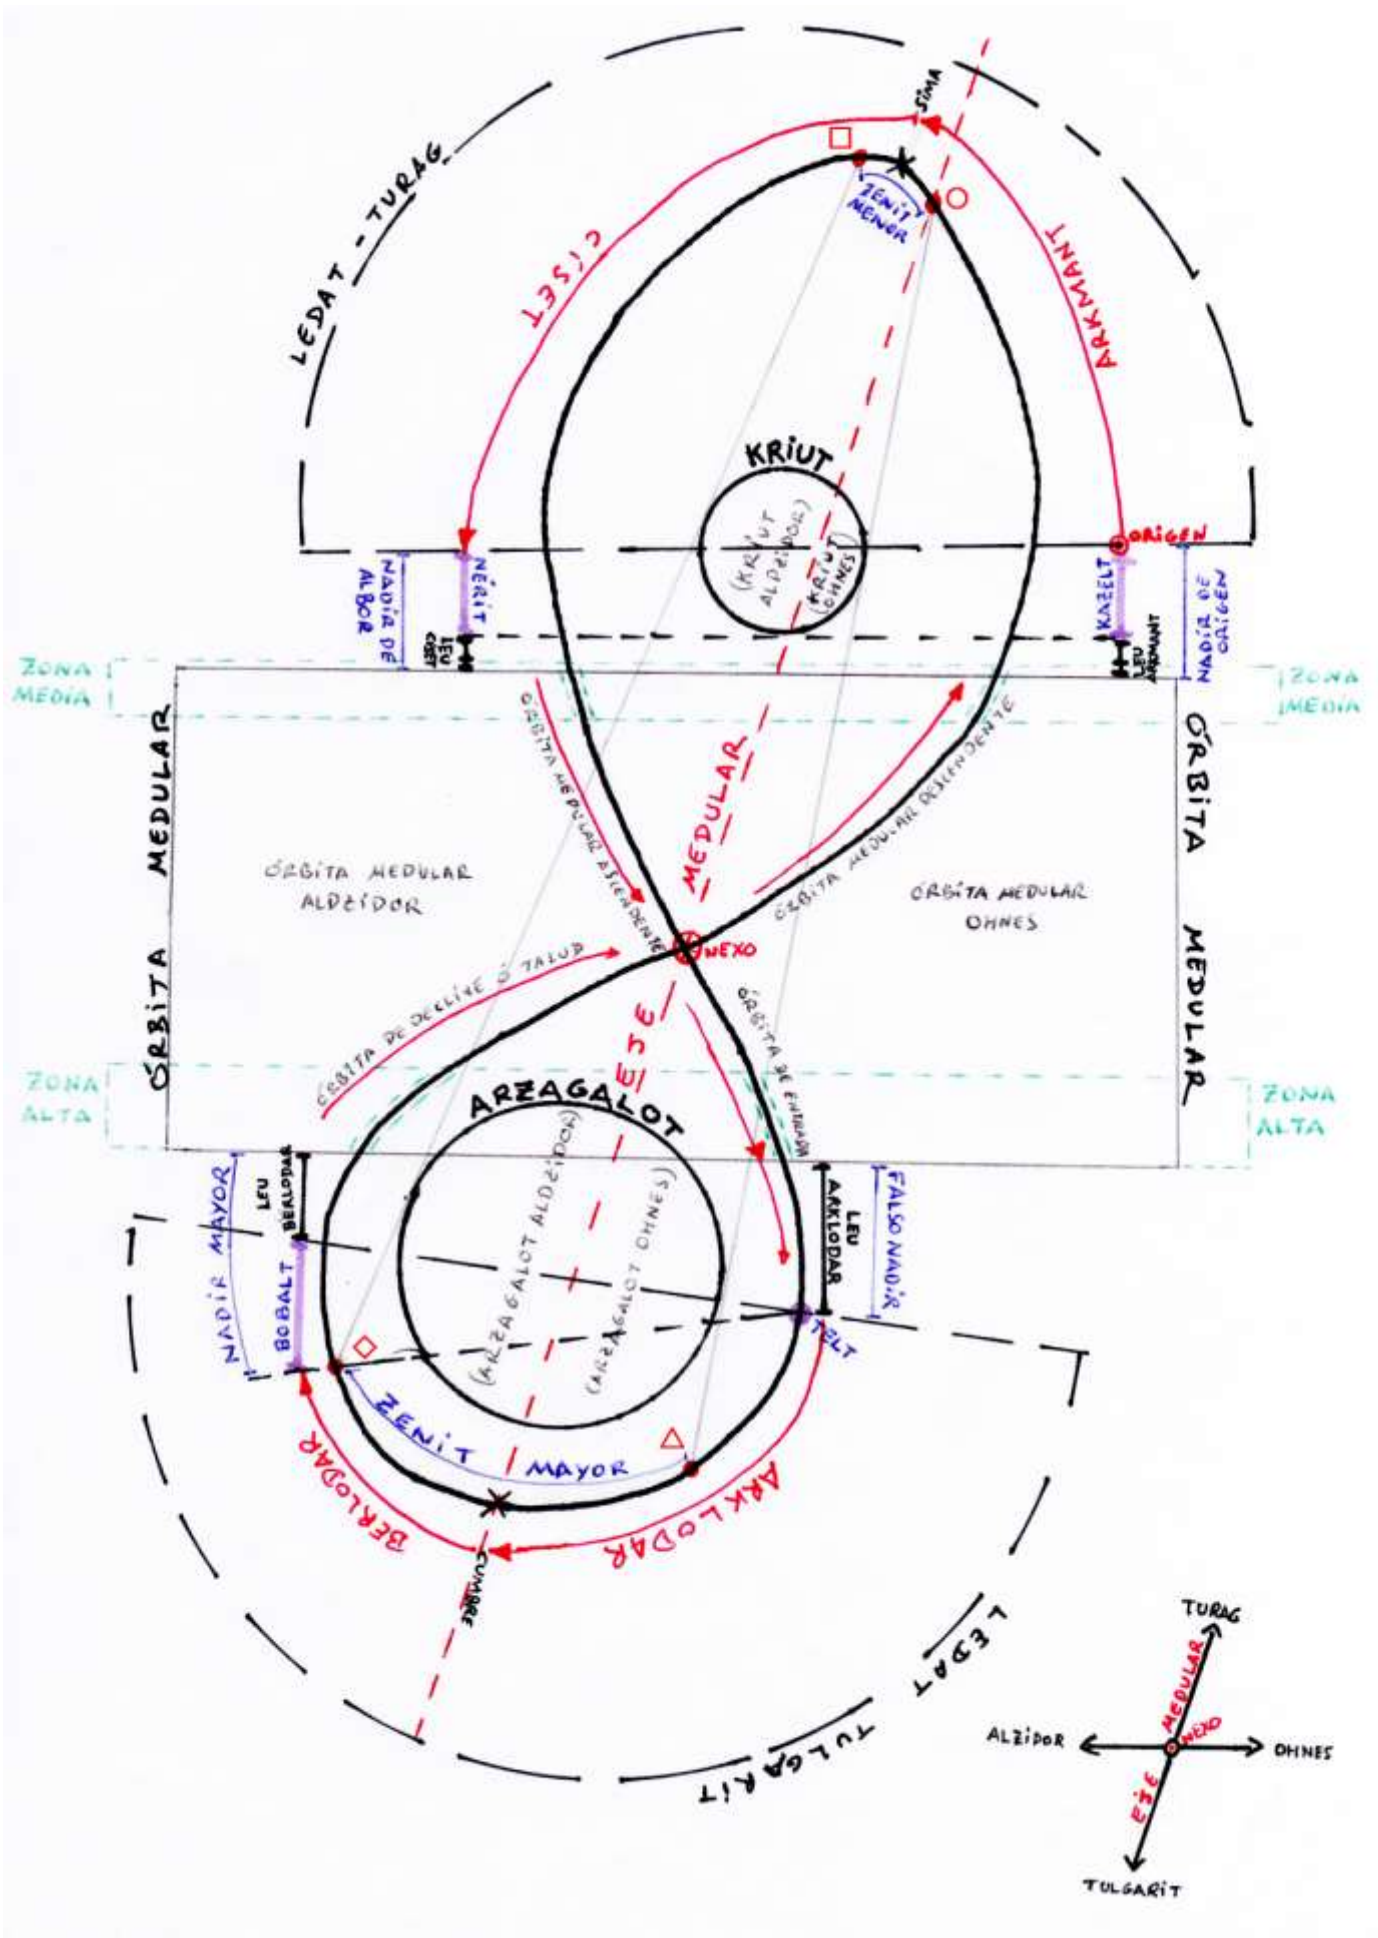 SIMA
LEDAT - TURAG
ZENIT
MENOR
CISET
ARKMANT
KRIUT
(KRIUT
ALDZIDOR)
(KRIUT
OHNES)
ORIGEN
NADIR DE
ALBOR
NÉRIT
KAZELT
NADIR DE
ORIGEN
LEU
CISET
LEU
ARKMANT
ZONA
MEDIA
ZONA
MEDIA
ÓRBITA MEDULAR
ÓRBITA MEDULAR ASCENDENTE
MEDULAR
ÓRBITA MEDULAR DESCENDENTE
ÓRBITA MEDULAR
ÓRBITA MEDULAR
ALDZIDOR
ÓRBITA MEDULAR
OHNES
NEXO
ÓRBITA DE DECLIVE Ó TALUD
EJE
ÓRBITA DE ENTRADA
ZONA
ALTA
ZONA
ALTA
ARZAGALOT
(ARZAGALOT ALDZIDOR)
(ARZAGALOT OHNES)
NADIR MAYOR
LEU
BERLODAR
BOBALT
LEU
ARKLODAR
FALSO NADIR
TELT
ZENIT MAYOR
BERLODAR
ARKLODAR
CUMBRE
LEDAT
TULGARIT
TURAG
MEDULAR
NEXO
ALZIDOR
OHNES
EJE
TULGARIT